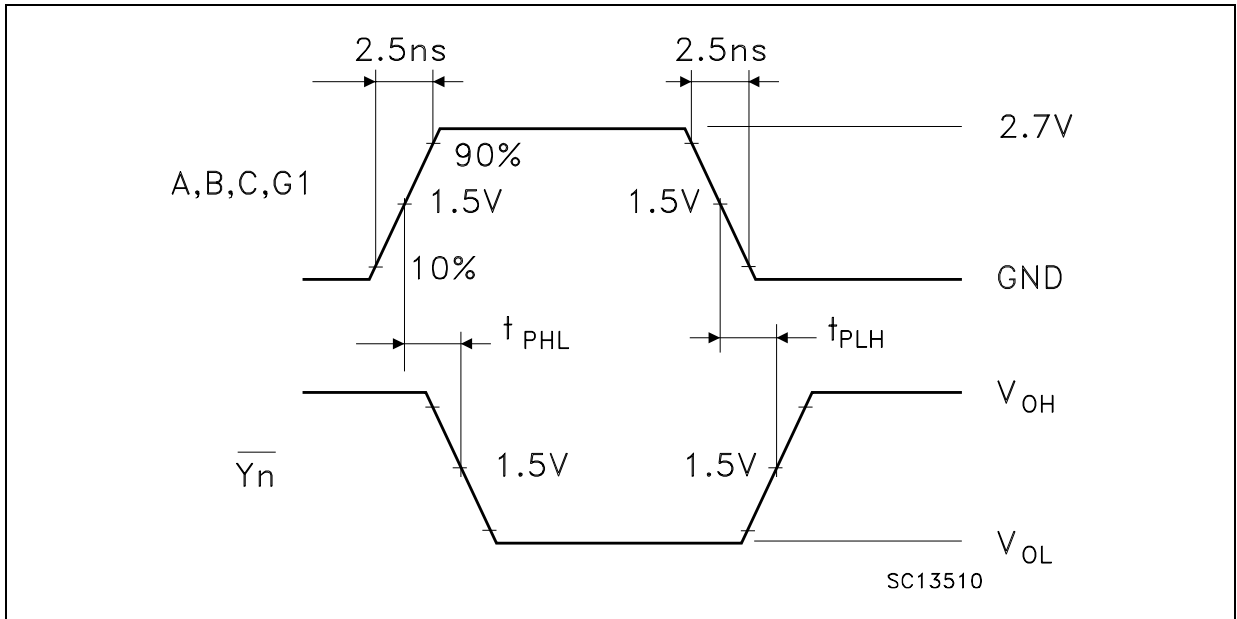 2.5ns 2.5ns
2.7V
90%
A,B,C,G1 1.5V 1.5V
10% GND
tPHL tPLH
VOH
Yn 1.5V 1.5V
VOL
SC13510